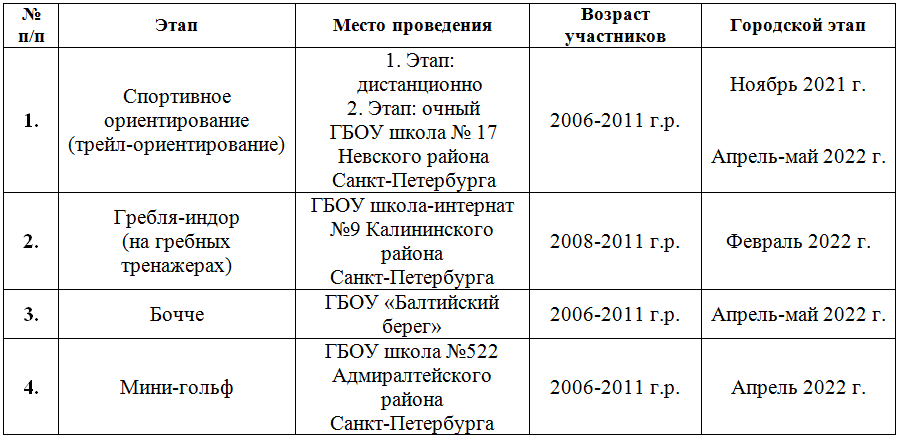 №
п/п
Этап
Место проведения
Возраст
участников
Городской этап
1.
Спортивное
ориентирование
(трейл-ориентирование)
1. Этап:
дистанционно
2. Этап: очный
ГБОУ школа № 17
Невского района
Санкт-Петербурга
2006-2011 г.р.
Ноябрь 2021 г.
Апрель-май 2022 г.
2.
Гребля-индор
(на гребных
тренажерах)
ГБОУ школа-интернат
№9 Калининского
района
Санкт-Петербурга
2008-2011 г.р.
Февраль 2022 г.
3.
Бочче
ГБОУ «Балтийский
берег»
2006-2011 г.р.
Апрель-май 2022 г.
4.
Мини-гольф
ГБОУ школа №522
Адмиралтейского
района
Санкт-Петербурга
2006-2011 г.р.
Апрель 2022 г.